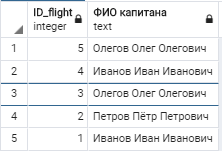 ID_flight ФИО капитана
integer text
1 5 Олегов Олег Олегович
2 4 Иванов Иван Иванович
3 3 Олегов Олег Олегович
4 2 Петров Пётр Петрович
5 1 Иванов Иван Иванович